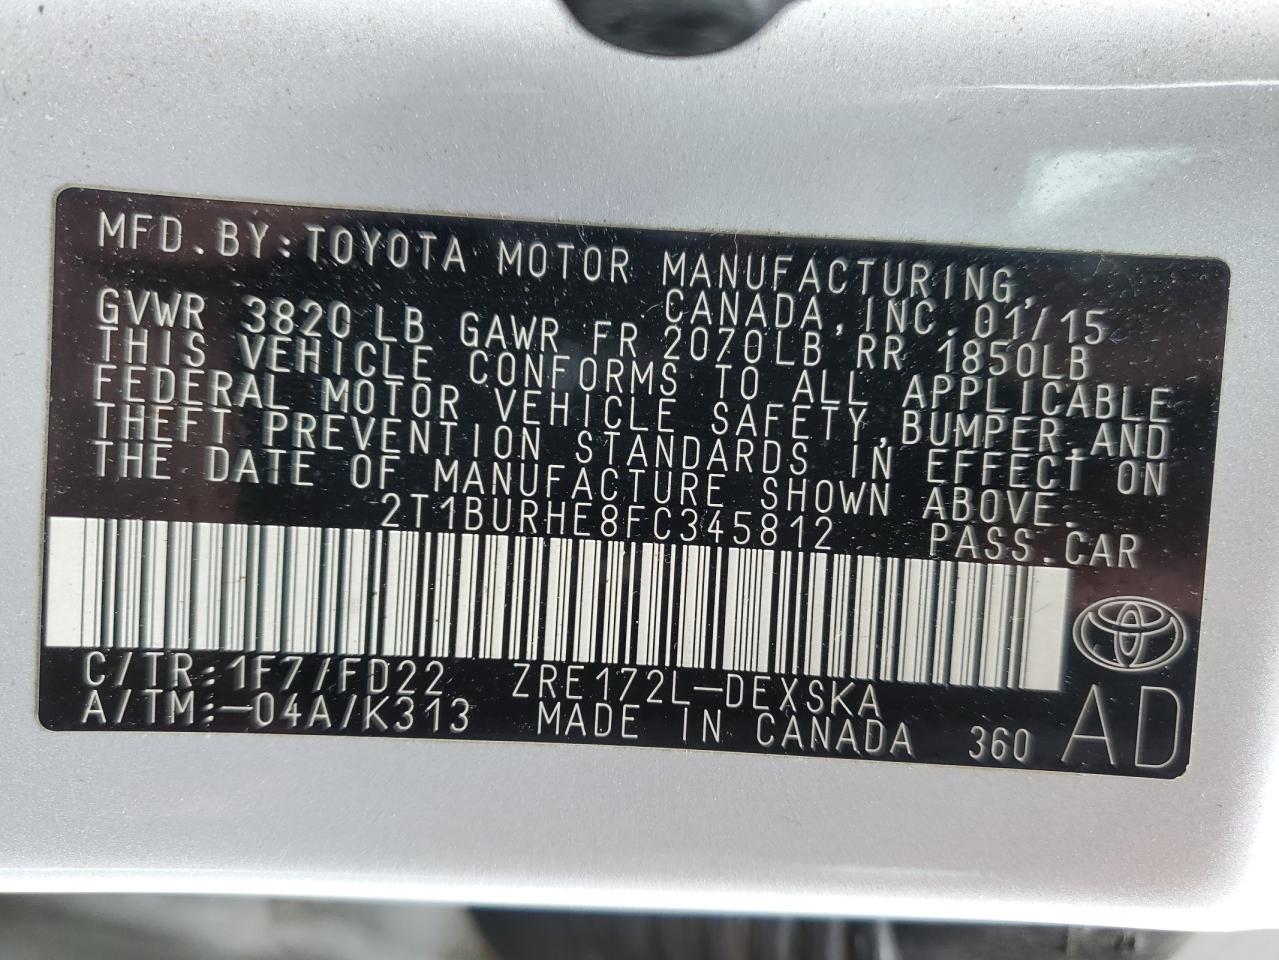 MFD.BY:TOYOTA MOTOR MANUFACTURING,
CANADA,INC.01/15
GVWR 3820LB GAWR FR 2070LB RR 1850LB
THIS VEHICLE CONFORMS TO ALL APPLICABLE
FEDERAL MOTOR VEHICLE SAFETY,BUMPER,AND
THEFT PREVENTION STANDARDS IN EFFECT ON
THE DATE OF MANUFACTURE SHOWN ABOVE.
2T1BURHE8FC345812 PASS.CAR
C/TR:1F7/FD22 ZRE172L-DEXSKA
A/TM:-04A/K313 MADE IN CANADA 360 AD